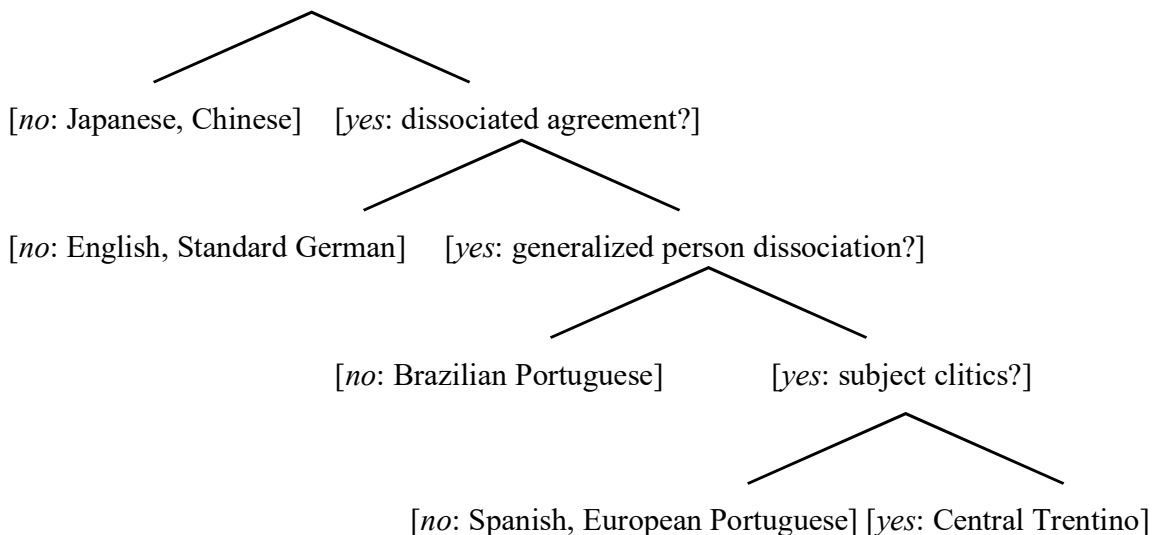 [no: Japanese, Chinese] [yes: dissociated agreement?]
[no: English, Standard German] [yes: generalized person dissociation?]
[no: Brazilian Portuguese] [yes: subject clitics?]
[no: Spanish, European Portuguese] [yes: Central Trentino]